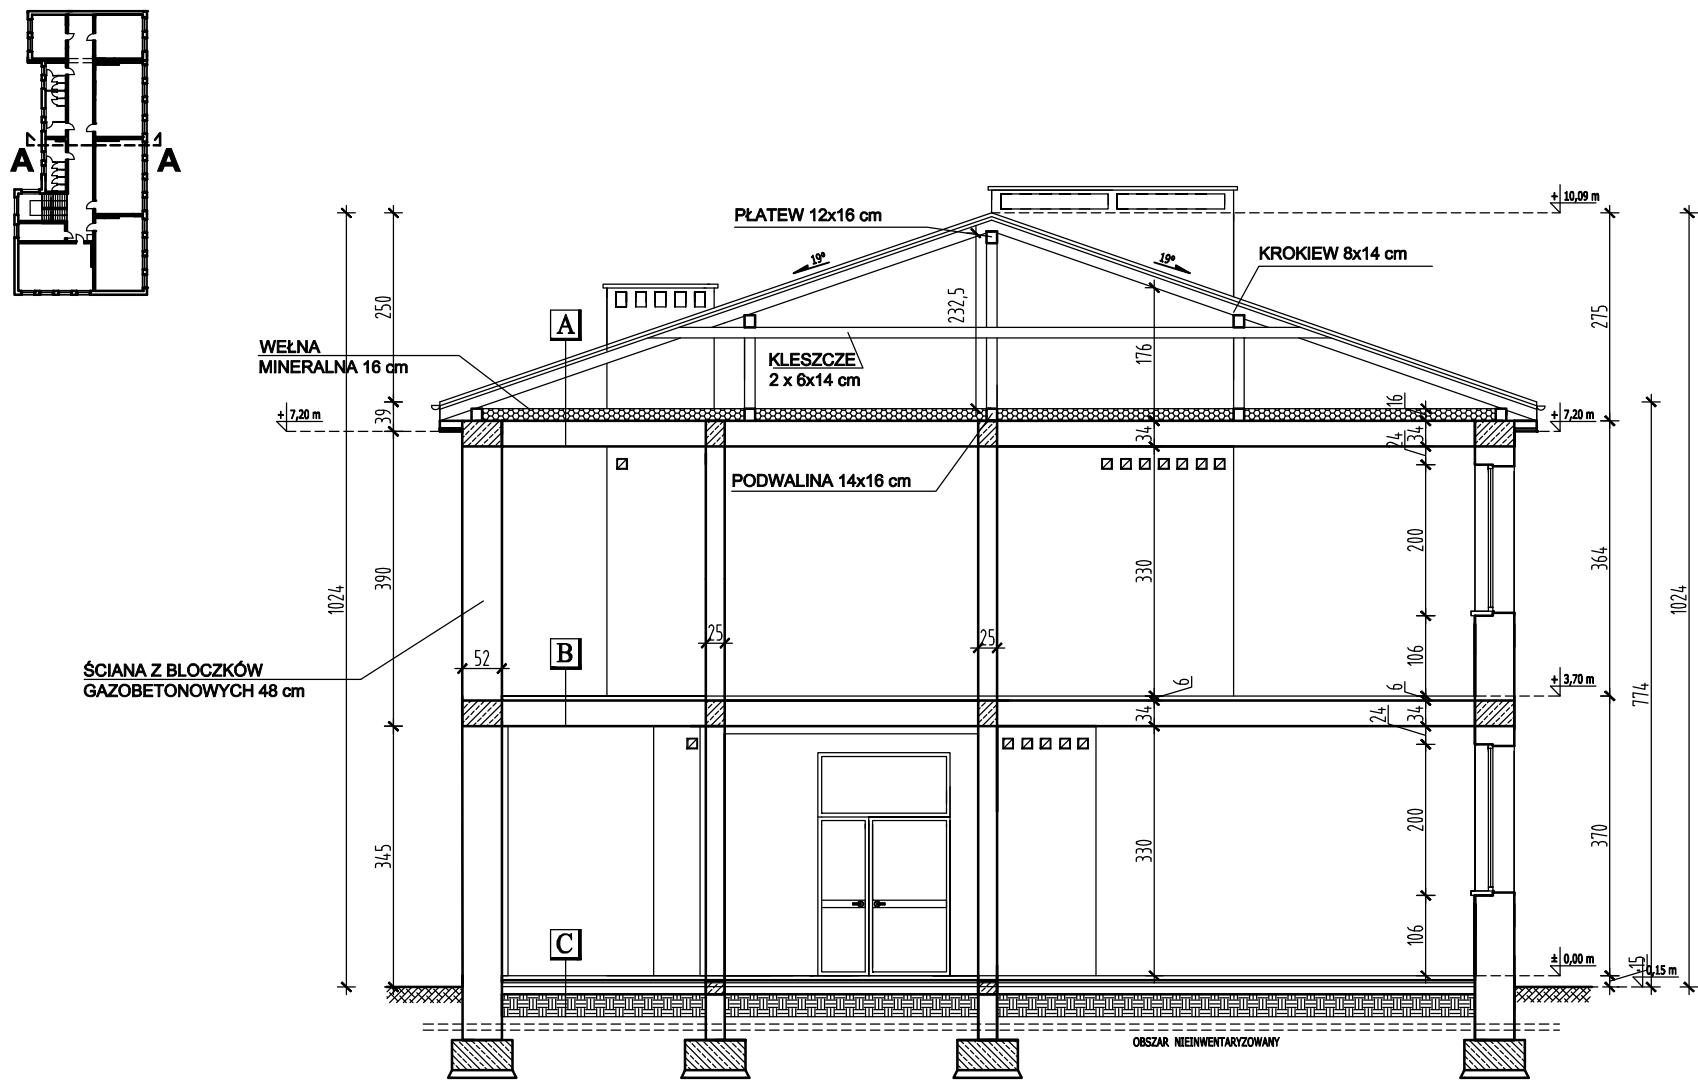 A
A
+ 10,09 m
PŁATEW 12x16 cm
19°
19°
KROKIEW 8x14 cm
250
232,5
275
A
WEŁNA
MINERALNA 16 cm
KLESZCZE
2 x 6x14 cm
176
16
+ 7,20 m
39
+ 7,20 m
34
24
34
PODWALINA 14x16 cm
200
1024
390
330
364
1024
25
25
B
52
106
ŚCIANA Z BLOCZKÓW
GAZOBETONOWYCH 48 cm
6
6
+ 3,70 m
774
34
24
34
200
345
330
370
C
106
± 0,00 m
15
- 0,15 m
OBSZAR NIEINWENTARYZOWANY